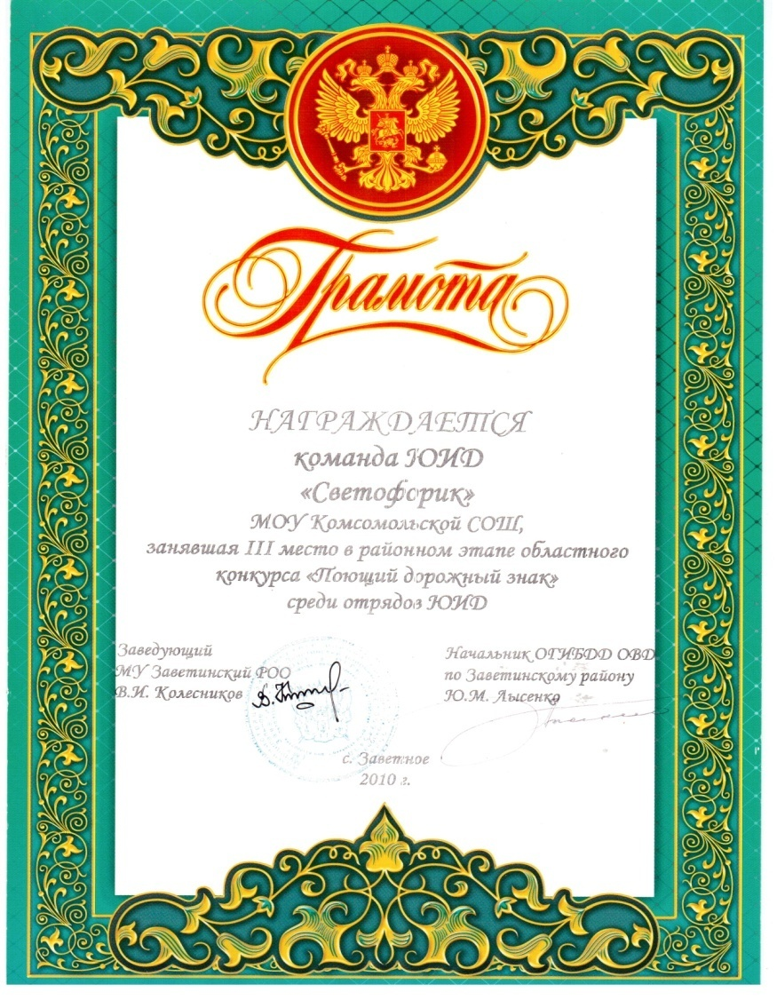 Грамота
НАГРАЖДАЕТСЯ
команда ЮИД
«Светофорик»
МОУ Комсомольской СОШ,
занявшая III место в районном этапе областного
конкурса «Поющий дорожный знак»
среди отрядов ЮИД
Заведующий
МУ Заветинский РОО
В.И. Колесников
Начальник ОГИБДД ОВД
по Заветинскому району
Ю.М. Лысенко
с. Заветное
2010 г.